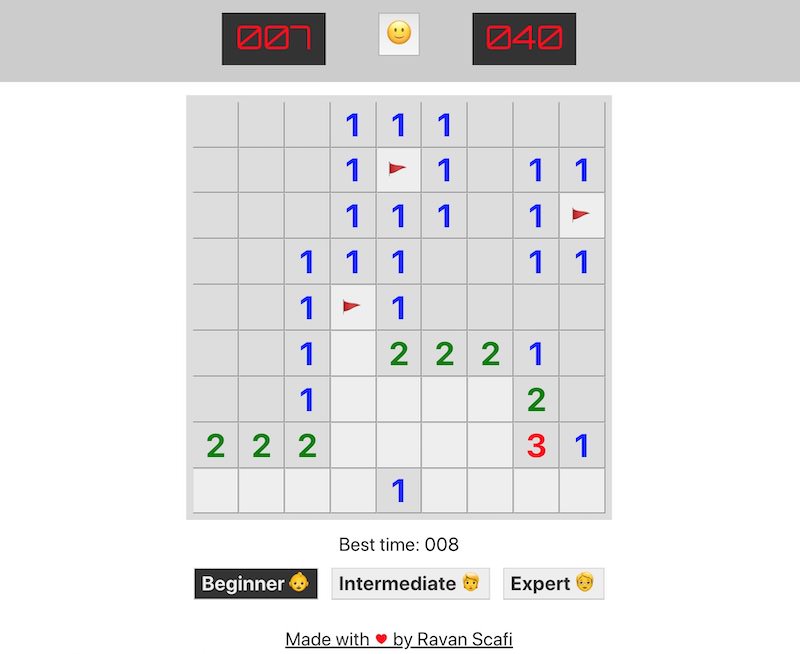 007 🙂 040
1 1 1
1 1 1 1
1 1 1 1
1 1 1 1 1
1 1
1 2 2 2 1
1 2
2 2 2 3 1
1
Best time: 008
Beginner 👶 Intermediate 👦 Expert 👨
Made with ♥ by Ravan Scafi